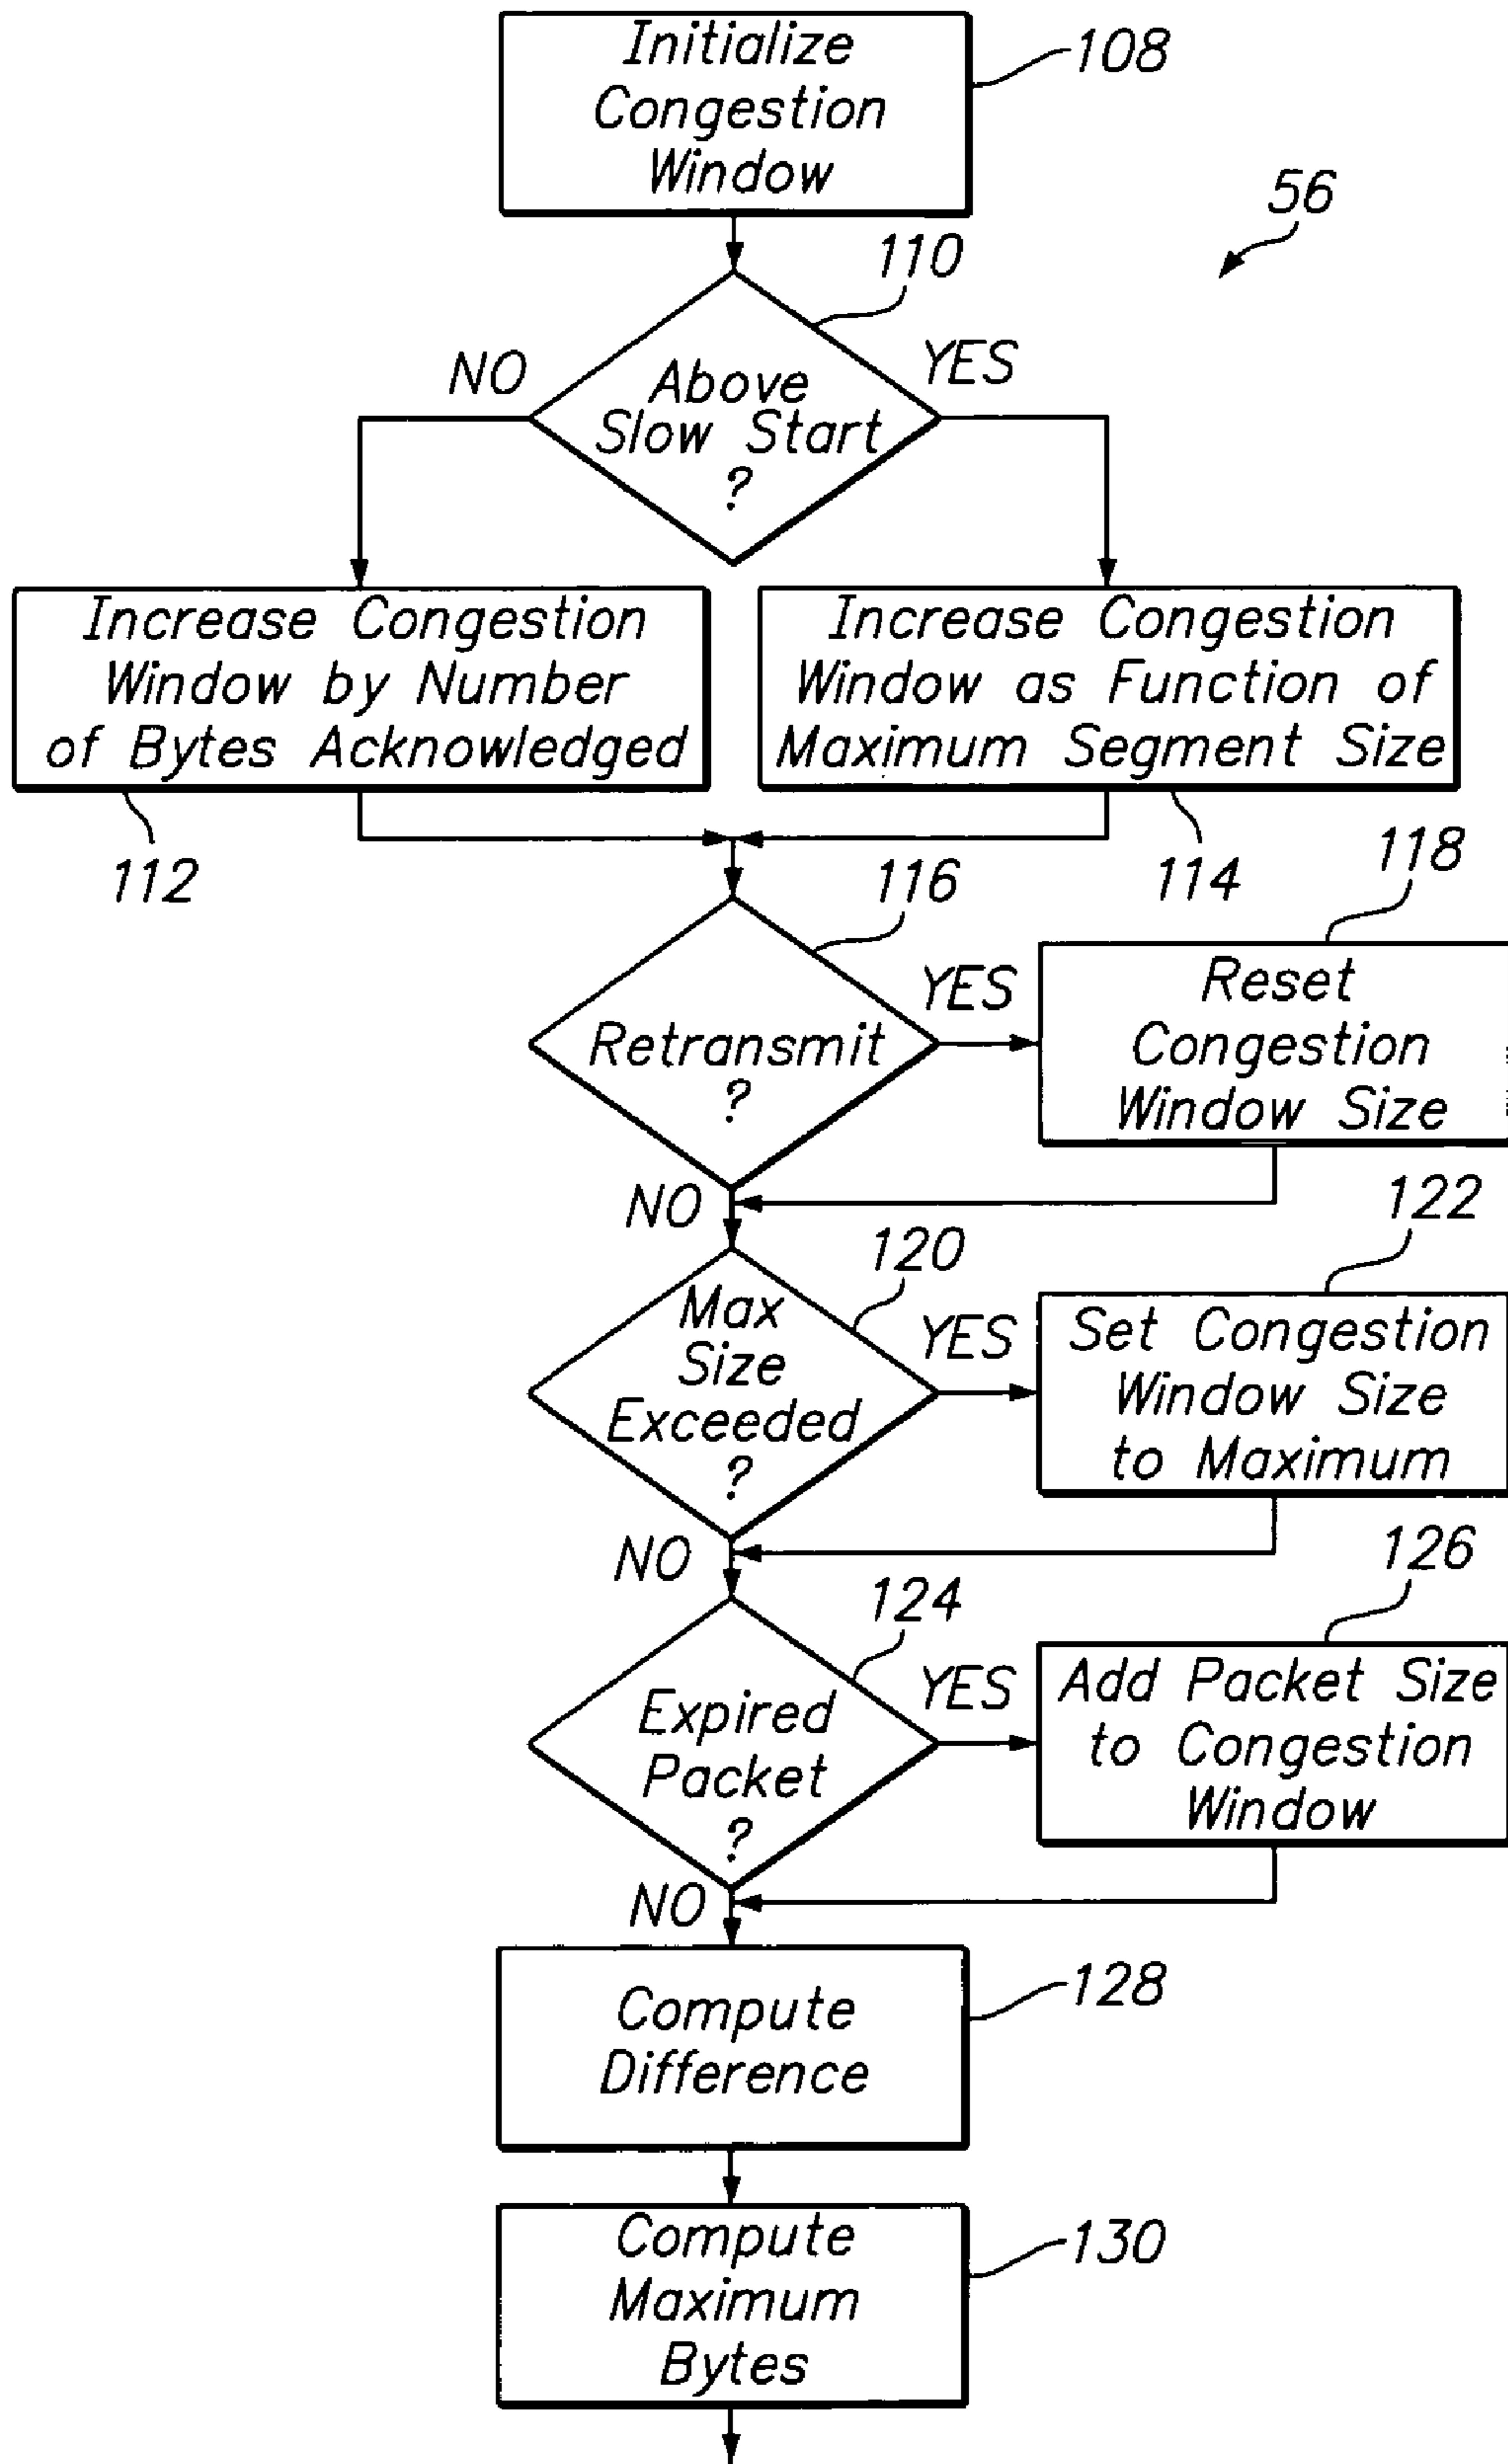 Initialize
Congestion
Window
108
56
110
NO
YES
Above
Slow Start
?
Increase Congestion
Window by Number
of Bytes Acknowledged
Increase Congestion
Window as Function of
Maximum Segment Size
112
114
116
118
YES
Retransmit
?
Reset
Congestion
Window Size
NO
120
122
Max
Size
Exceeded
?
YES
Set Congestion
Window Size
to Maximum
NO
124
126
Expired
Packet
?
YES
Add Packet Size
to Congestion
Window
NO
Compute
Difference
128
Compute
Maximum
Bytes
130